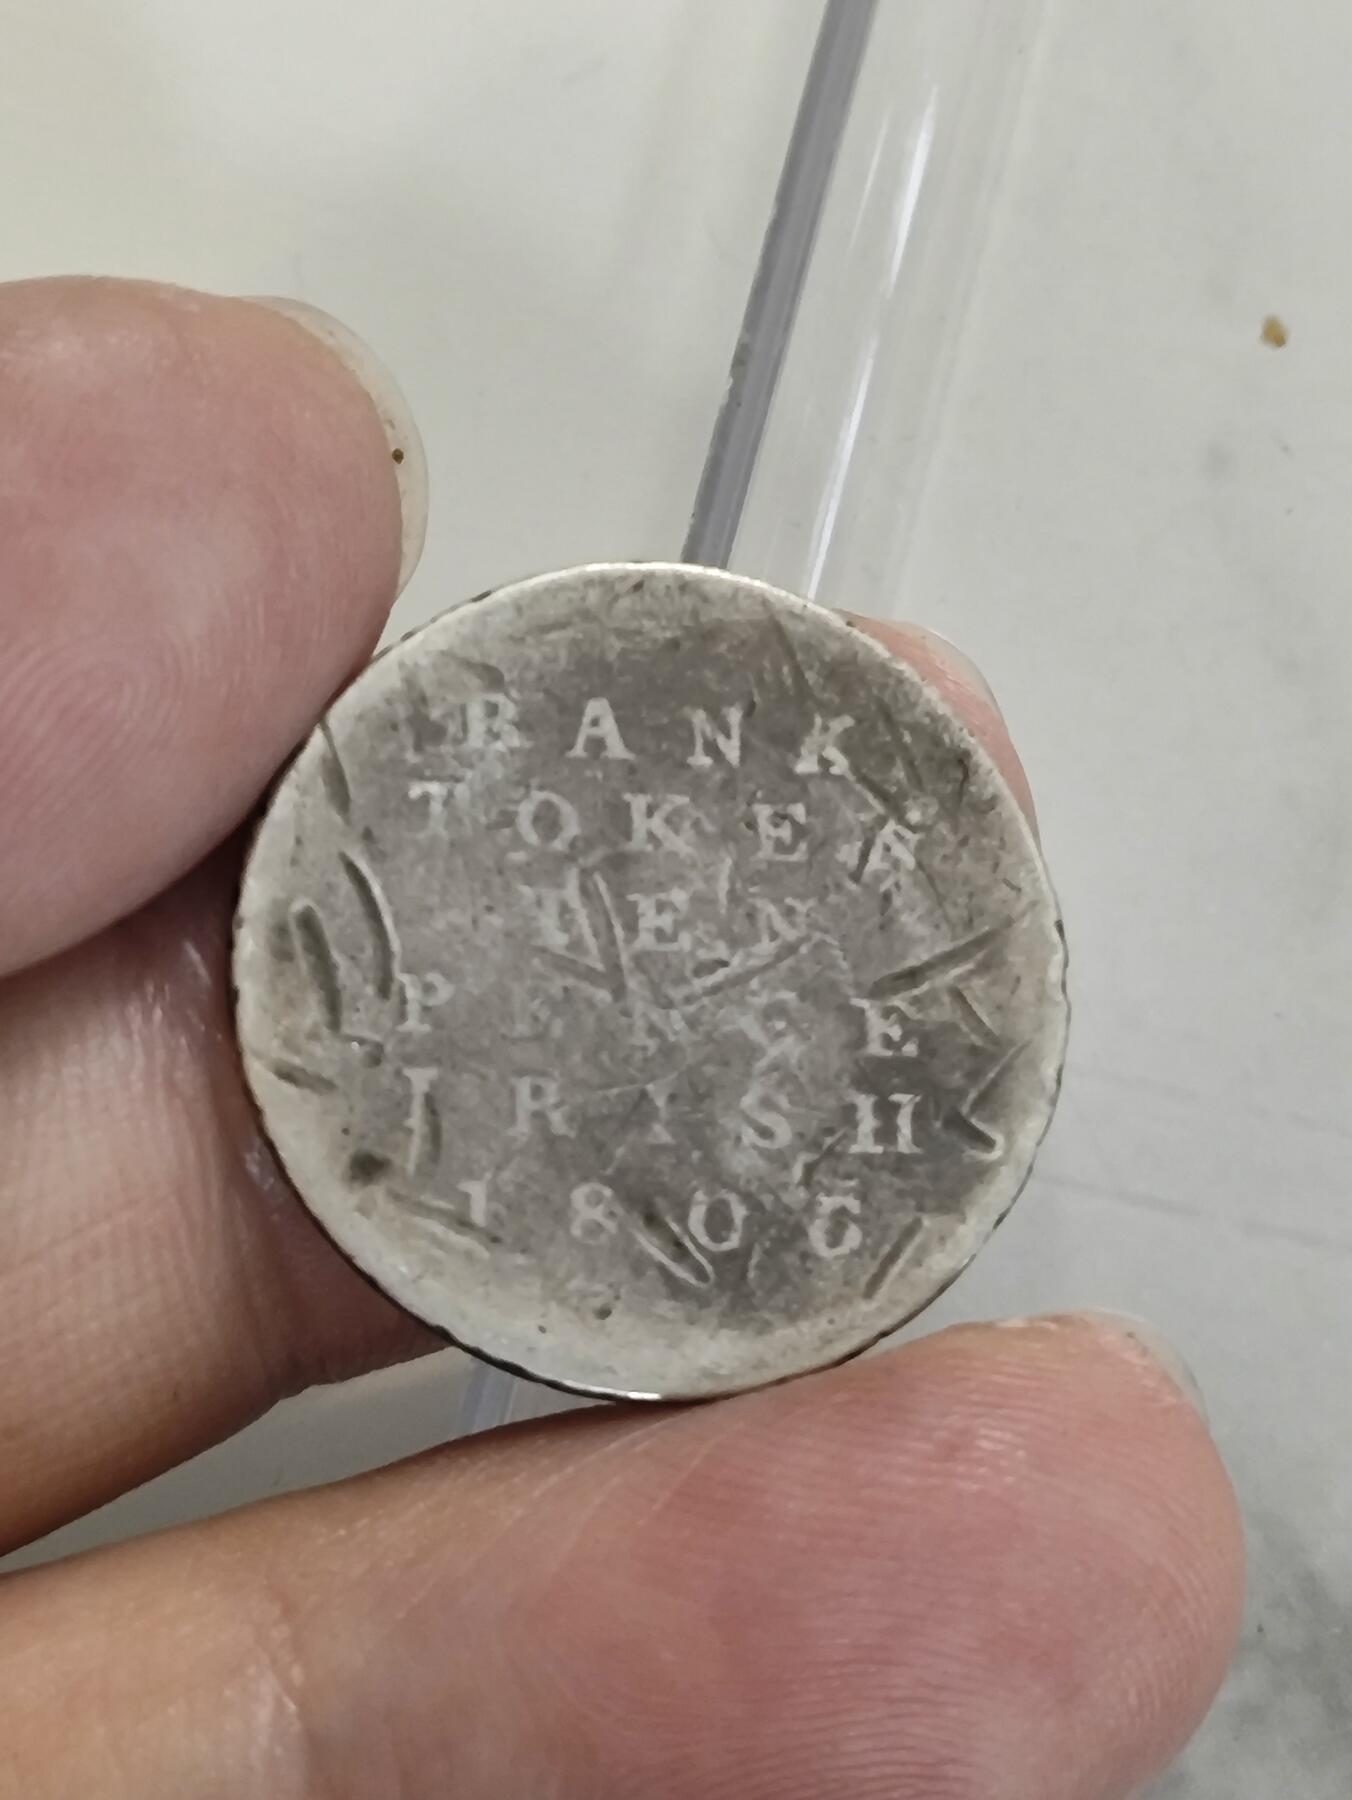 BANK
TOKEN
TEN
PENCE
IRISH
1806